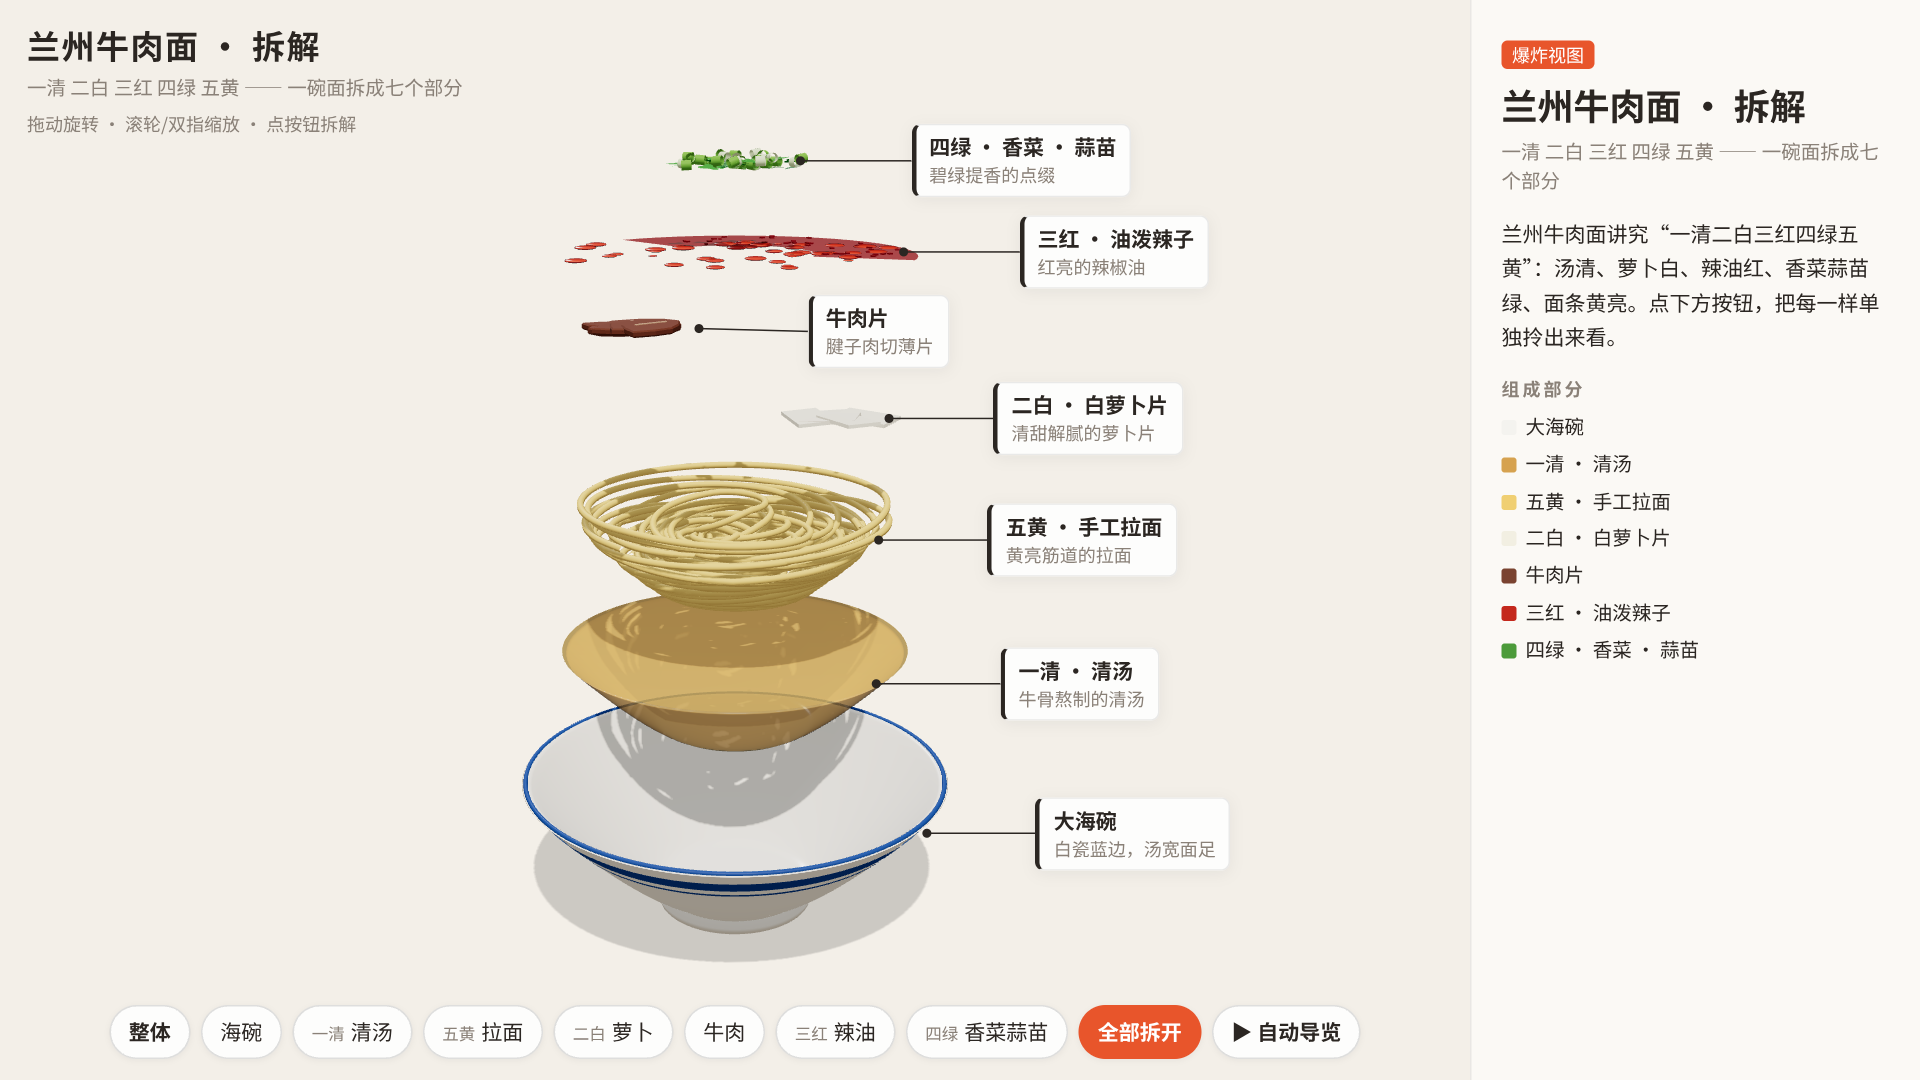 兰州牛肉面 · 拆解
一清 二白 三红 四绿 五黄 —— 一碗面拆成七个部分
拖动旋转 · 滚轮/双指缩放 · 点按钮拆解
四绿 · 香菜 · 蒜苗
碧绿提香的点缀
三红 · 油泼辣子
红亮的辣椒油
牛肉片
腱子肉切薄片
二白 · 白萝卜片
清甜解腻的萝卜片
五黄 · 手工拉面
黄亮筋道的拉面
一清 · 清汤
牛骨熬制的清汤
大海碗
白瓷蓝边，汤宽面足
整体
海碗
一清 清汤
五黄 拉面
二白 萝卜
牛肉
三红 辣油
四绿 香菜蒜苗
全部拆开
▶ 自动导览
爆炸视图
兰州牛肉面 · 拆解
一清 二白 三红 四绿 五黄 —— 一碗面拆成七
个部分
兰州牛肉面讲究“一清二白三红四绿五
黄”：汤清、萝卜白、辣油红、香菜蒜苗
绿、面条黄亮。点下方按钮，把每一样单
独拎出来看。
组成部分
大海碗
一清 · 清汤
五黄 · 手工拉面
二白 · 白萝卜片
牛肉片
三红 · 油泼辣子
四绿 · 香菜 · 蒜苗